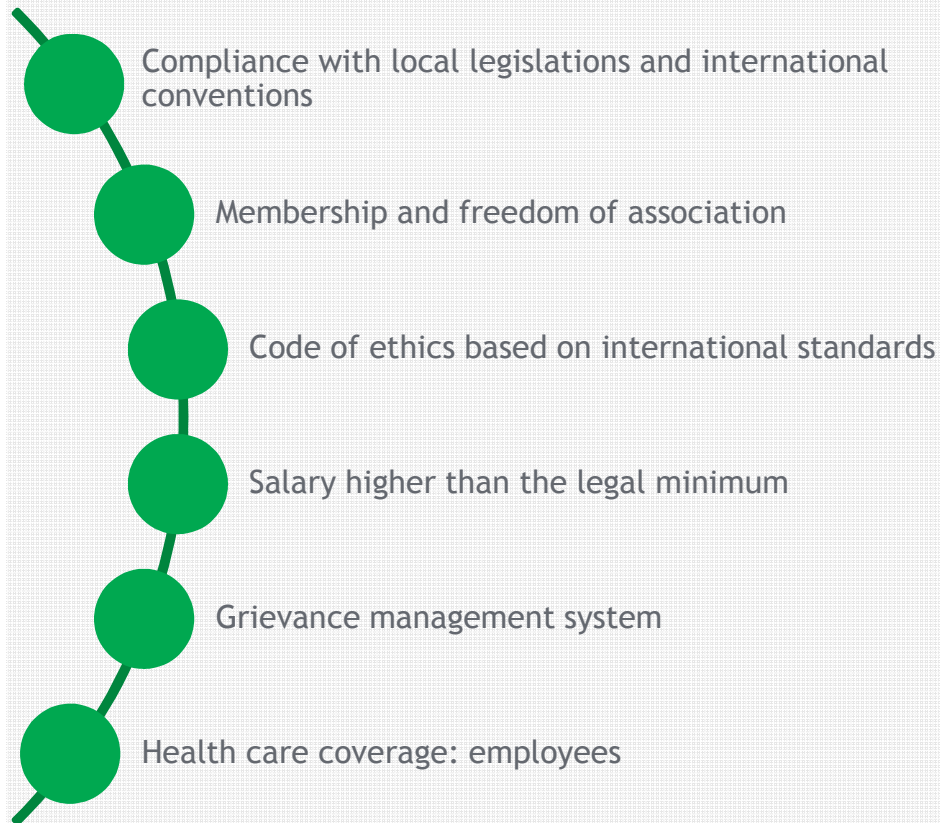 Compliance with local legislations and international
conventions
Membership and freedom of association
Code of ethics based on international standards
Salary higher than the legal minimum
Grievance management system
Health care coverage: employees